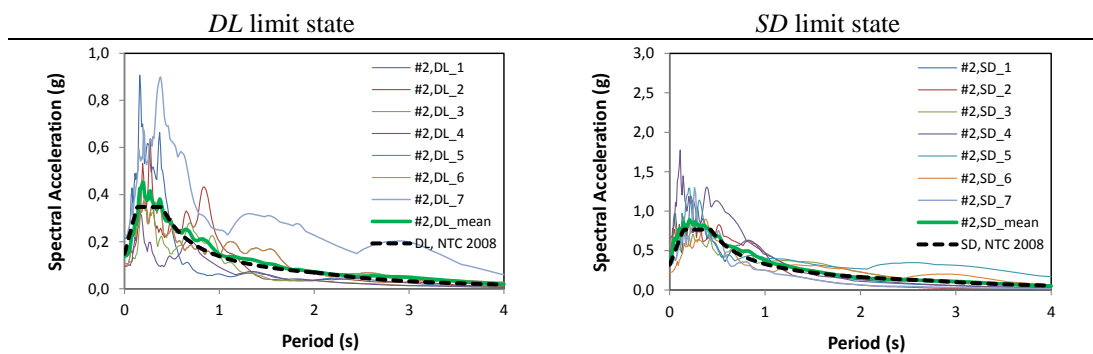 DL limit state
SD limit state
Spectral Acceleration (g)
1,0
0,8
0,6
0,4
0,2
0,0
0
1
2
3
4
Period (s)
#2,DL_1
#2,DL_2
#2,DL_3
#2,DL_4
#2,DL_5
#2,DL_6
#2,DL_7
#2,DL_mean
DL, NTC 2008
Spectral Acceleration (g)
3,0
2,5
2,0
1,5
1,0
0,5
0,0
0
1
2
3
4
Period (s)
#2,SD_1
#2,SD_2
#2,SD_3
#2,SD_4
#2,SD_5
#2,SD_6
#2,SD_7
#2,SD_mean
SD, NTC 2008